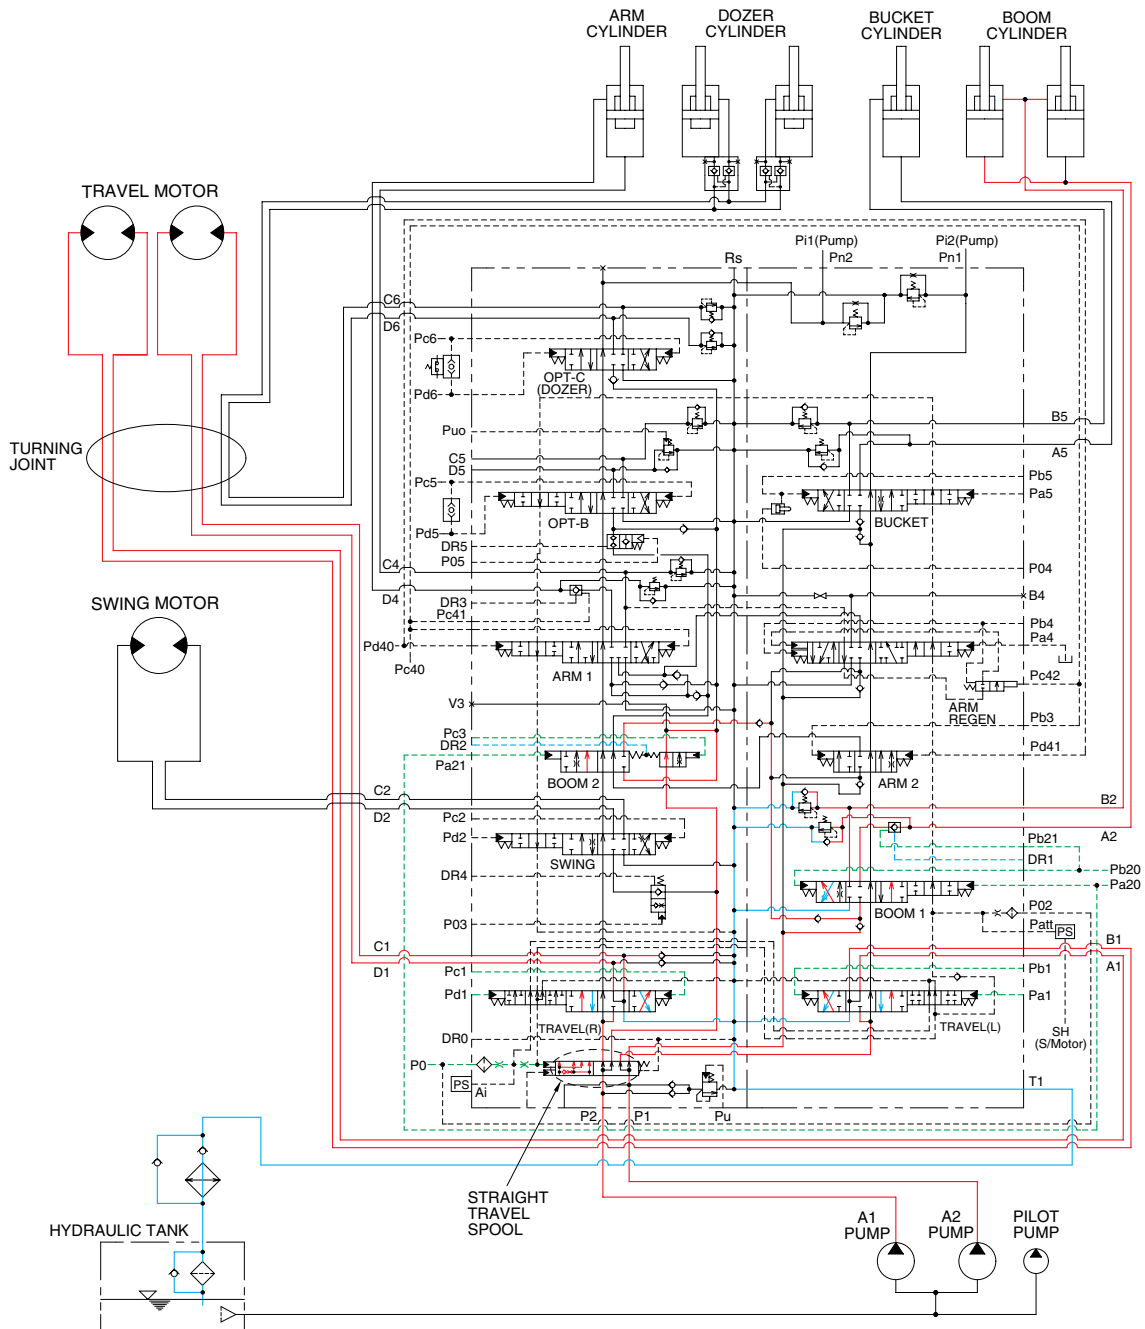 ARM
CYLINDER
DOZER
CYLINDER
BUCKET
CYLINDER
BOOM
CYLINDER
TRAVEL MOTOR
Pi1(Pump)
Pn2
Pi2(Pump)
Pn1
Rs
C6
D6
Pc6
Pd6
OPT-C
(DOZER)
Puo
C5
D5
Pc5
Pd5
OPT-B
DR5
P05
B5
A5
Pb5
Pa5
BUCKET
P04
TURNING
JOINT
C4
D4
DR3
Pc41
Pd40
Pc40
ARM 1
B4
Pb4
Pa4
Pc42
ARM
REGEN
Pb3
Pd41
SWING MOTOR
V3
Pc3
DR2
Pa21
BOOM 2
ARM 2
C2
D2
Pc2
Pd2
SWING
B2
A2
Pb21
DR1
Pb20
Pa20
BOOM 1
DR4
P03
P02
Patt
PS
C1
D1
Pc1
Pd1
TRAVEL(R)
B1
A1
Pb1
Pa1
TRAVEL(L)
SH
(S/Motor)
DR0
P0
PS
Ai
P2
P1
Pu
T1
STRAIGHT
TRAVEL
SPOOL
HYDRAULIC TANK
A1
PUMP
A2
PUMP
PILOT
PUMP